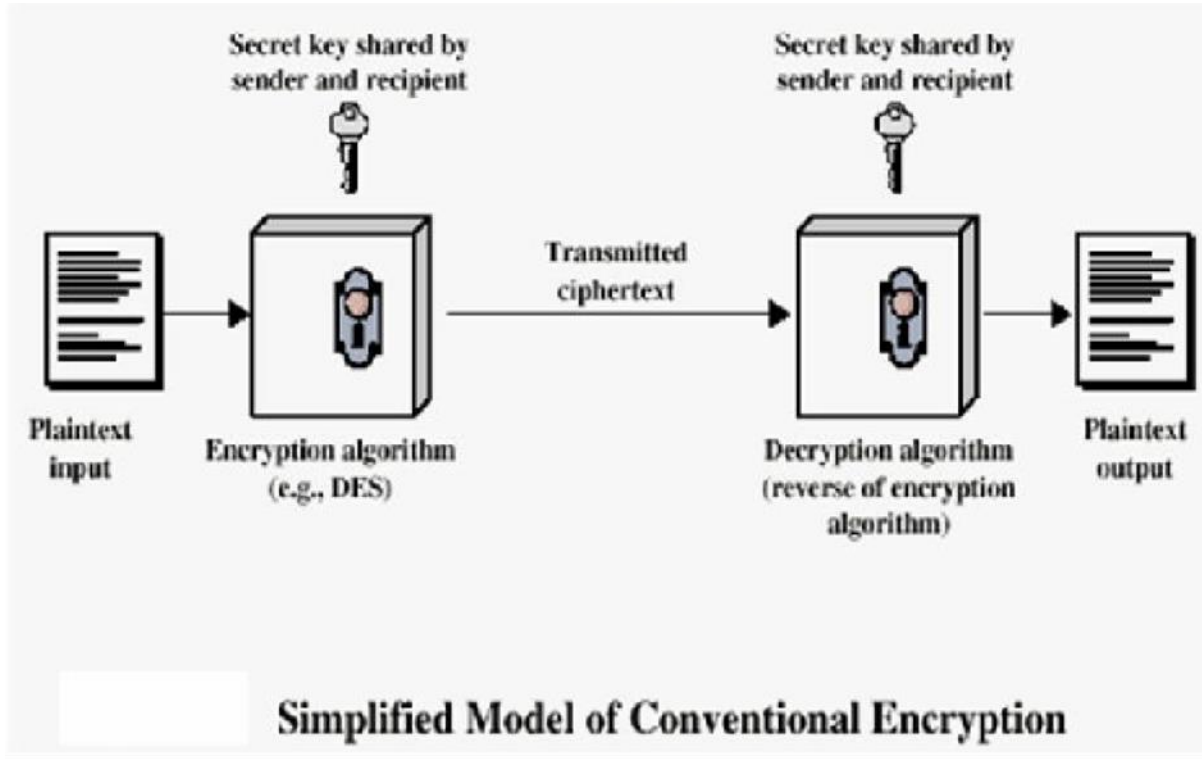 Secret key shared by
sender and recipient
Secret key shared by
sender and recipient
Transmitted
ciphertext
Plaintext
input
Encryption algorithm
(e.g., DES)
Decryption algorithm
(reverse of encryption
algorithm)
Plaintext
output
Simplified Model of Conventional Encryption